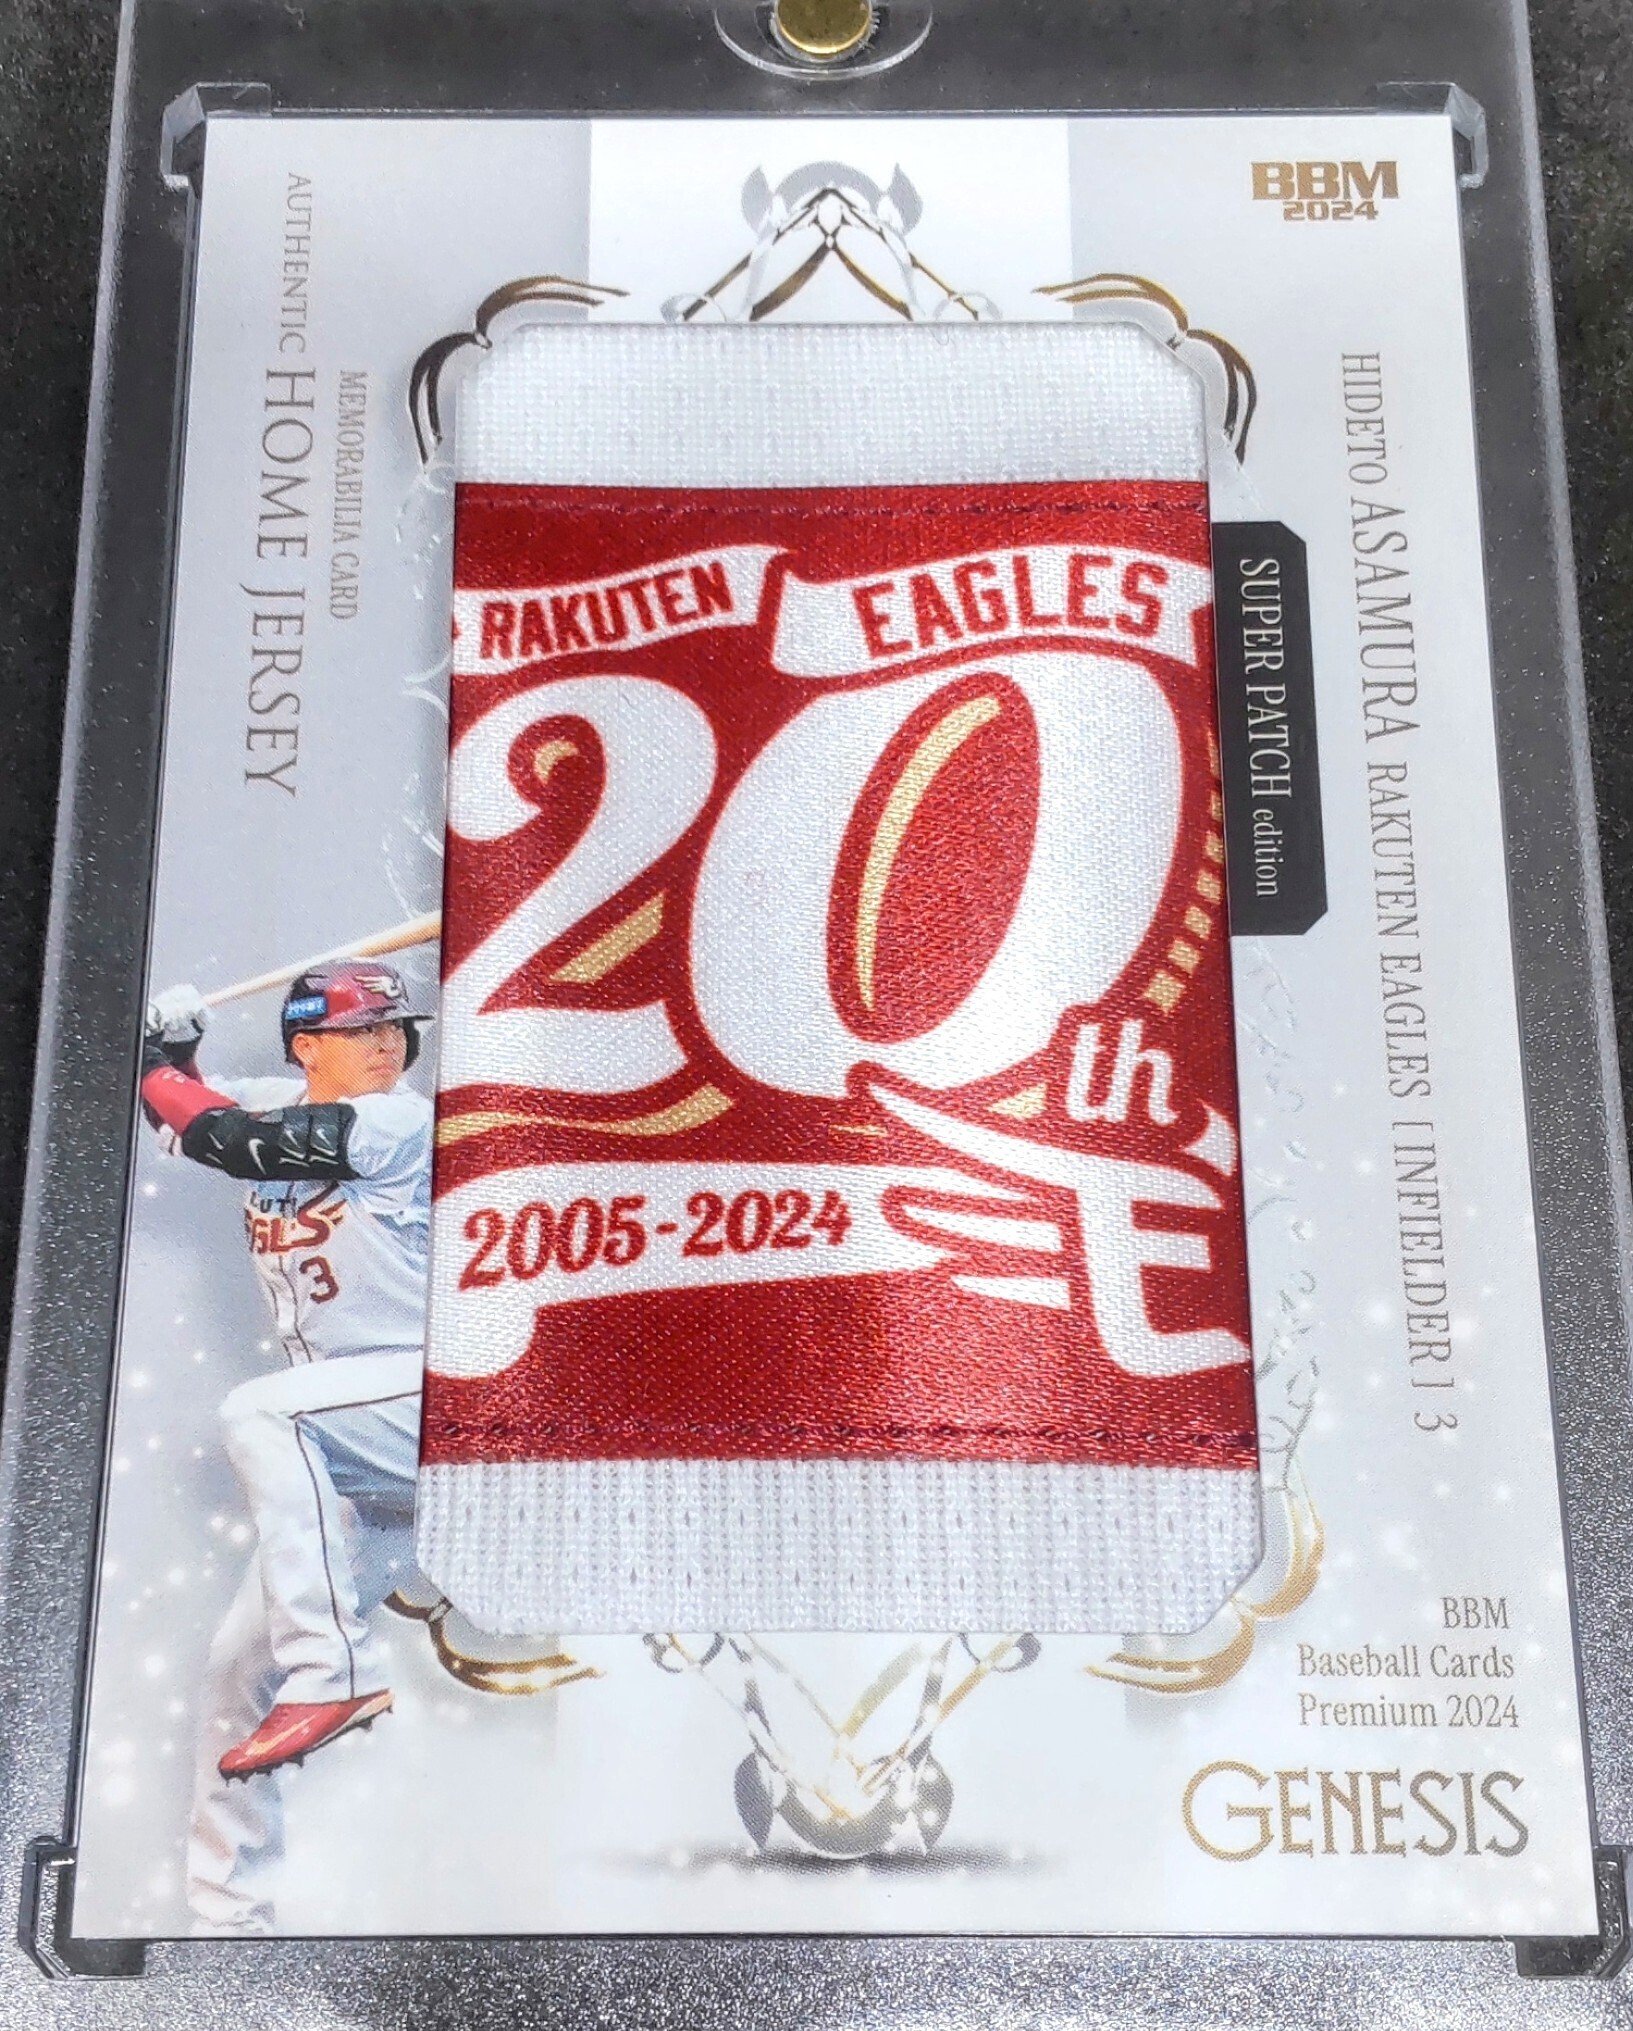 BBM
2024
HIDETO ASAMURA RAKUTEN EAGLES [ INFIELDER ] 3
SUPER PATCH edition
MEMORABILIA CARD
AUTHENTIC HOME JERSEY
RAKUTEN EAGLES
20th
2005-2024
E
3
BBM
Baseball Cards
Premium 2024
GENESIS